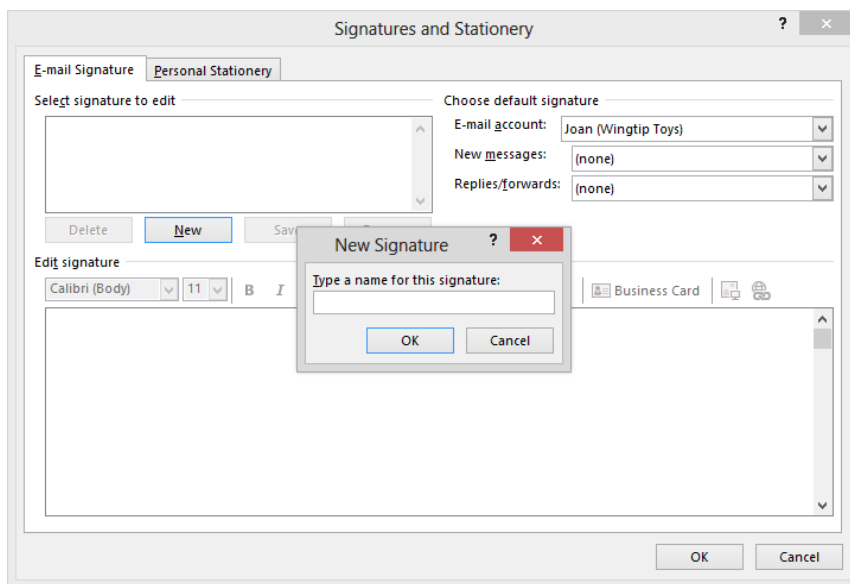 Signatures and Stationery ?
E-mail Signature Personal Stationery
Select signature to edit
Choose default signature
E-mail account: Joan (Wingtip Toys)
New messages: (none)
Replies/forwards: (none)
Delete New
New Signature ?
Type a name for this signature:
OK Cancel
Edit signature
Calibri (Body) 11 B I
Business Card
OK Cancel